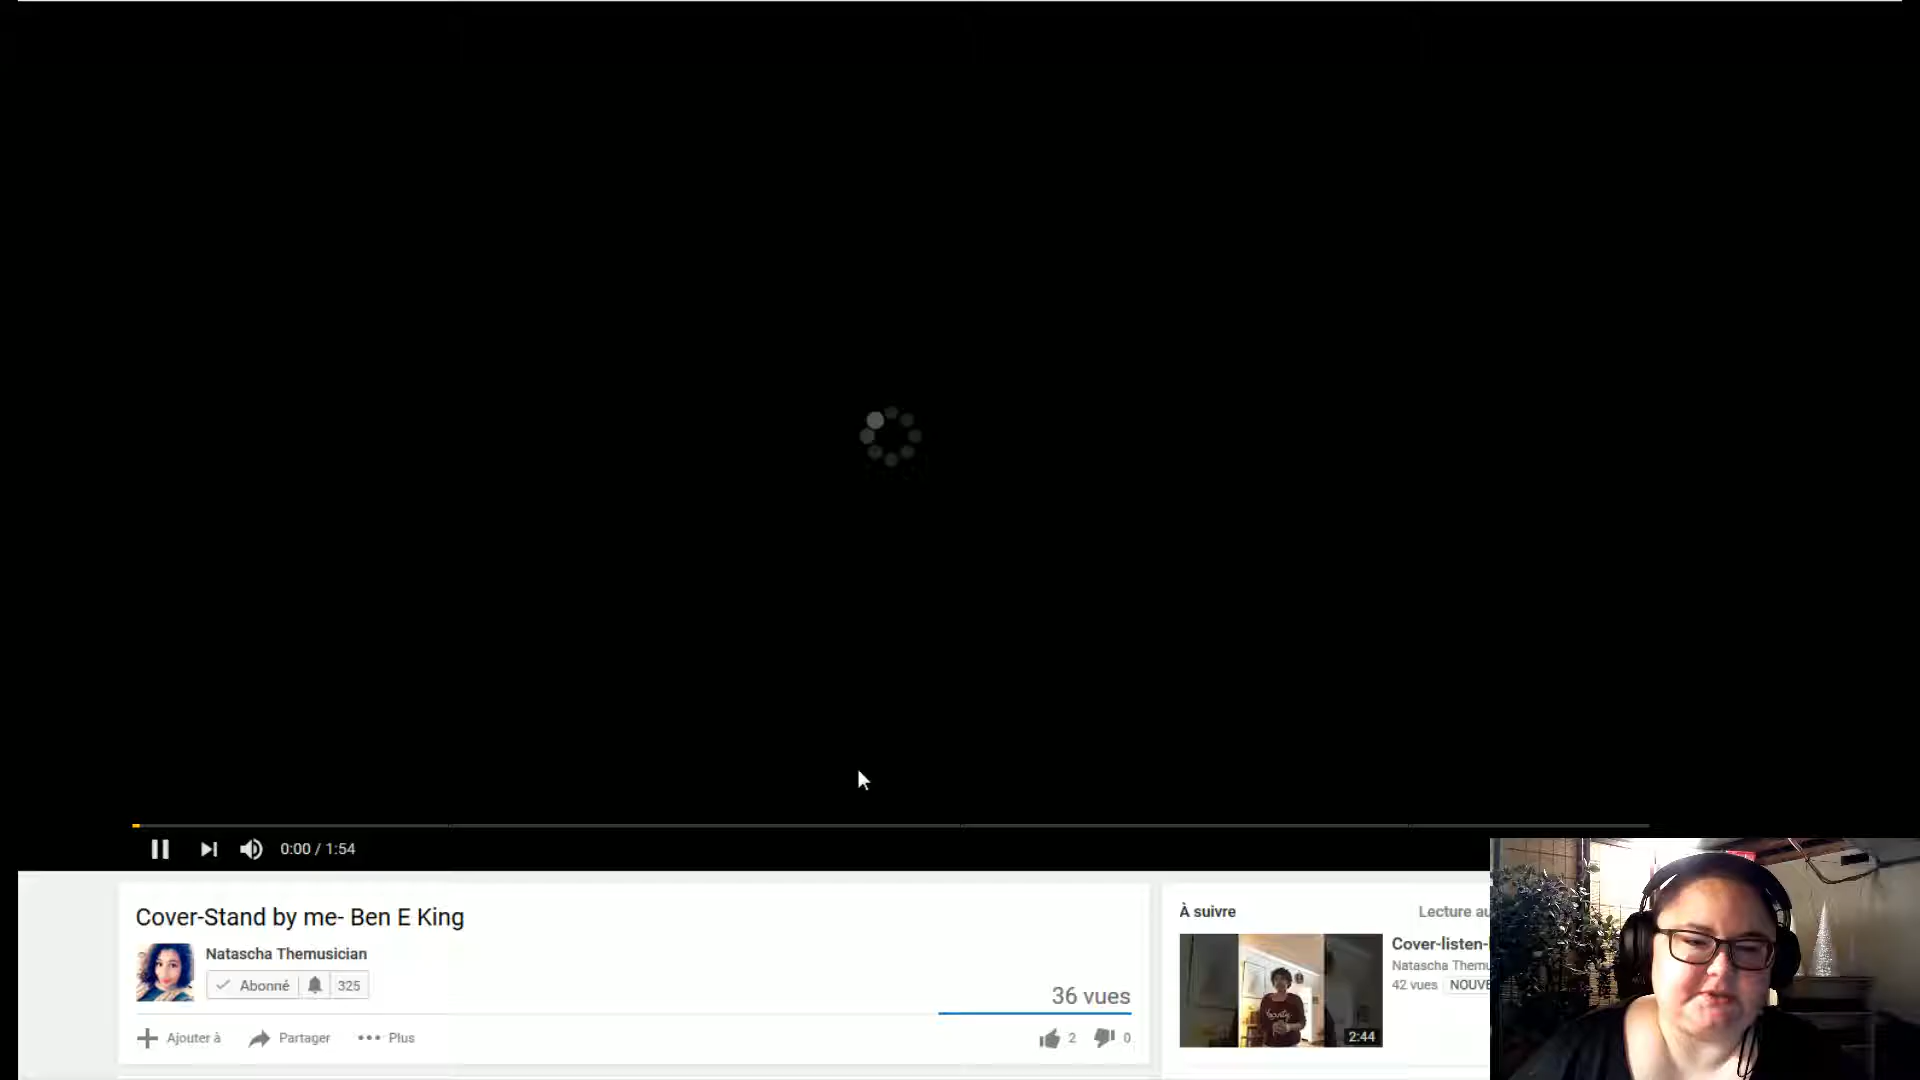 0:00 / 1:54
Cover-Stand by me- Ben E King
Natascha Themusician
Abonné 325
36 vues
Ajouter à Partager Plus
2 0
À suivre
Lecture au
Cover-listen-
Natascha Themu
42 vues NOUVE
2:44